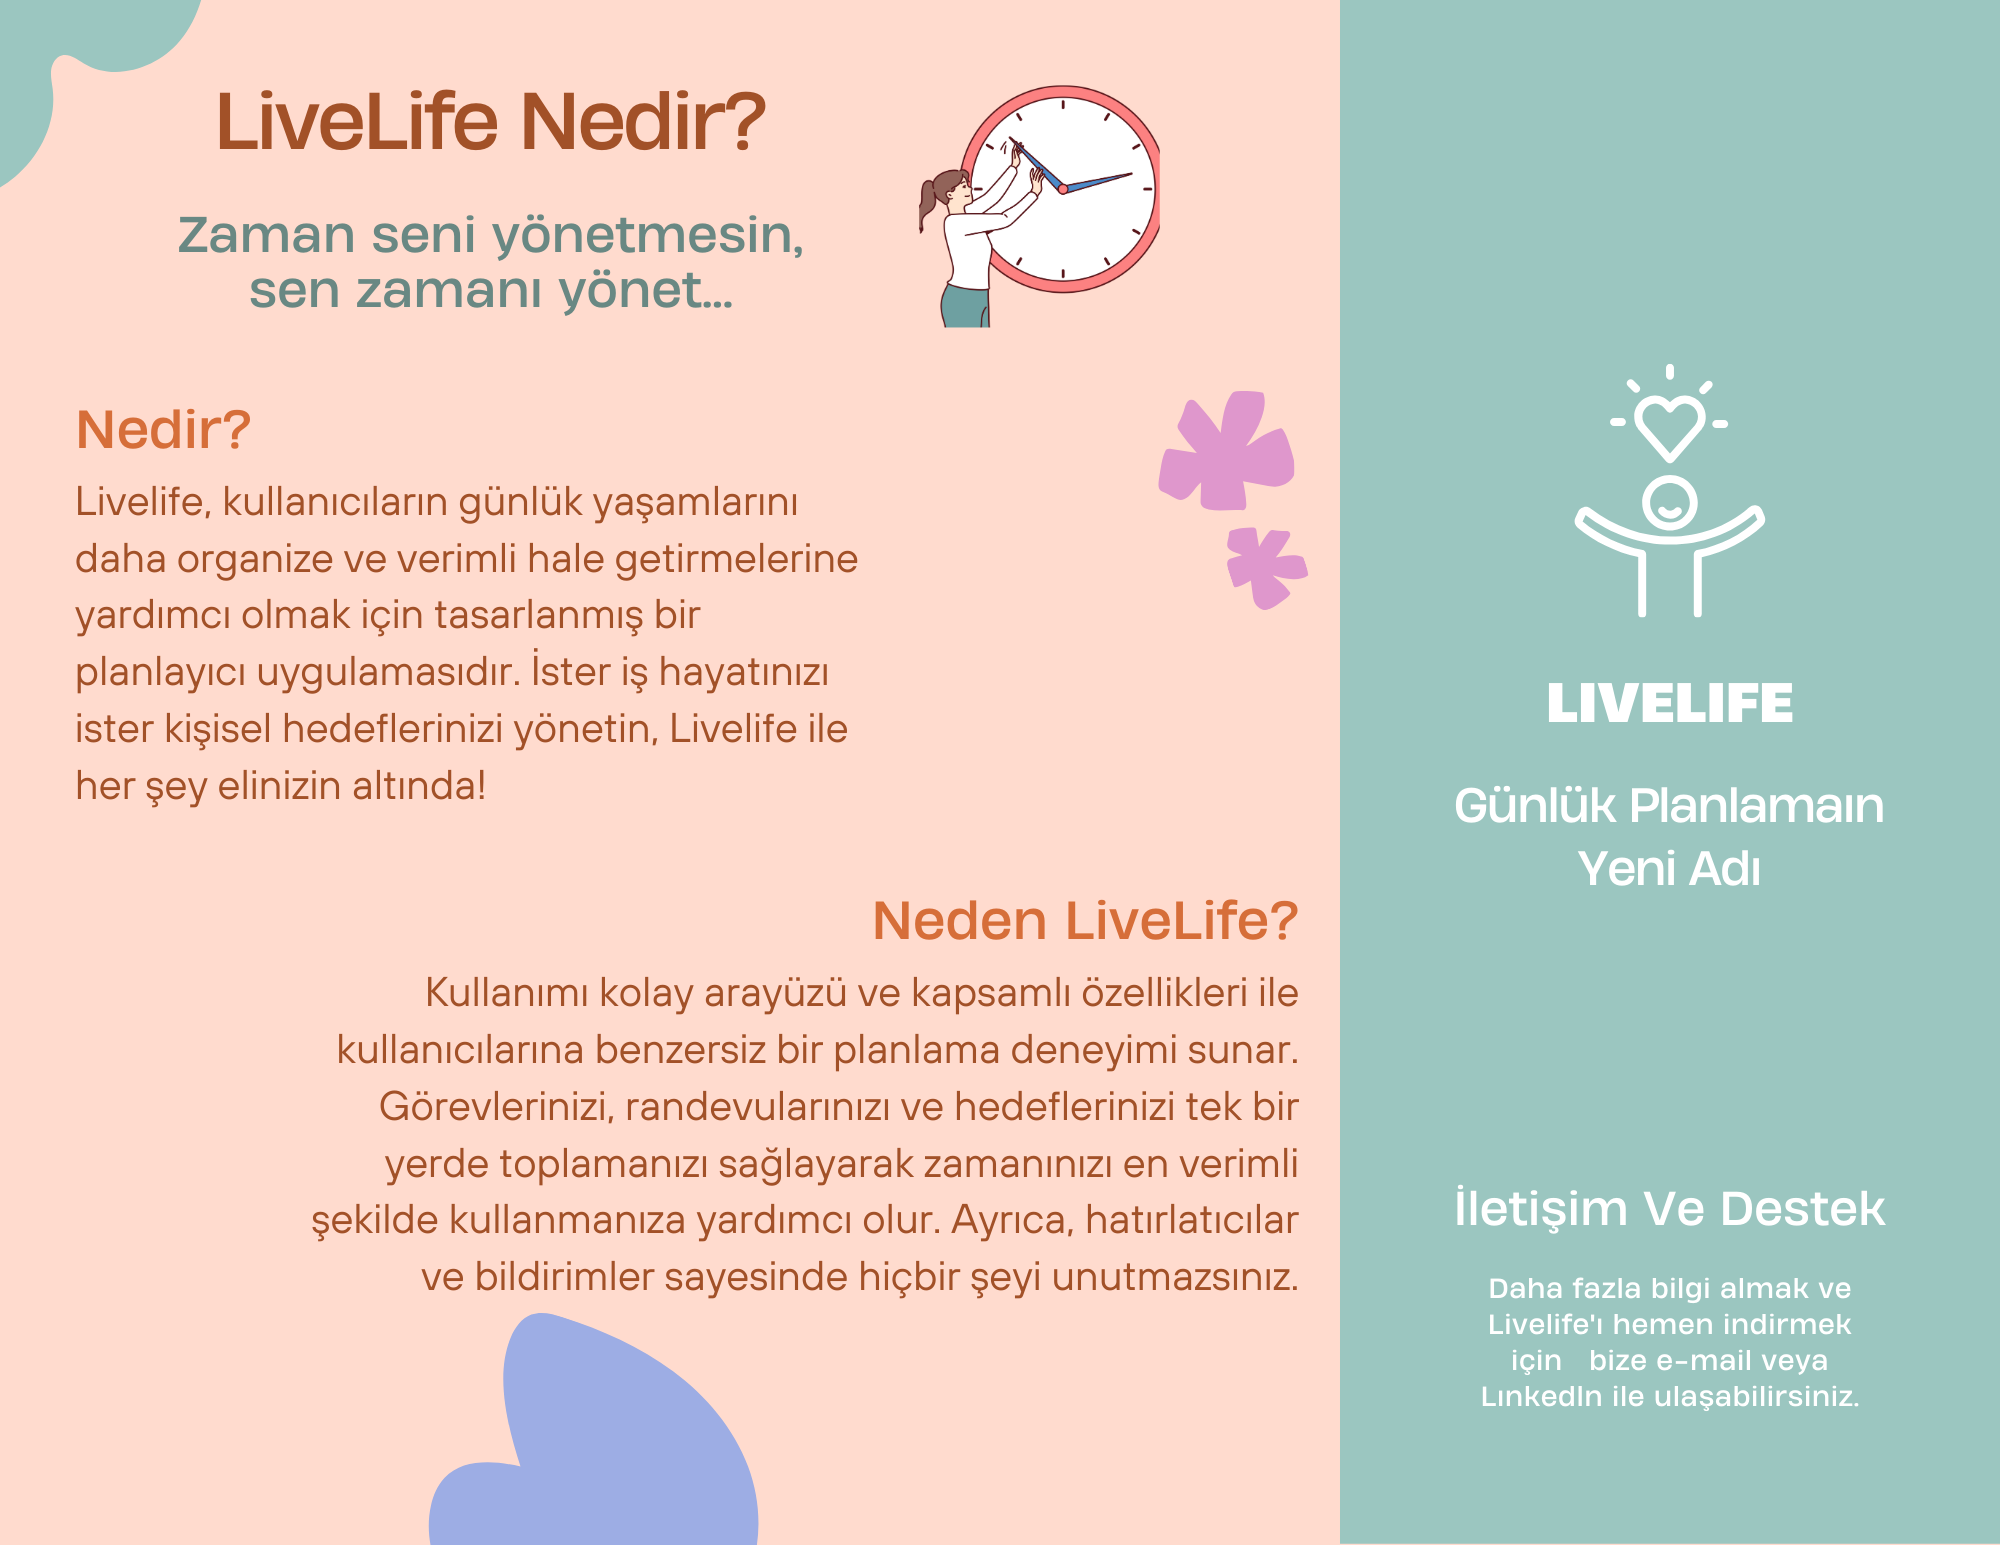 LiveLife Nedir?
Zaman seni yönetmesin,
sen zamanı yönet...
Nedir?
Livelife, kullanıcıların günlük yaşamlarını
daha organize ve verimli hale getirmelerine
yardımcı olmak için tasarlanmış bir
planlayıcı uygulamasıdır. İster iş hayatınızı
ister kişisel hedeflerinizi yönetin, Livelife ile
her şey elinizin altında!
Neden LiveLife?
Kullanımı kolay arayüzü ve kapsamlı özellikleri ile
kullanıcılarına benzersiz bir planlama deneyimi sunar.
Görevlerinizi, randevularınızı ve hedeflerinizi tek bir
yerde toplamanızı sağlayarak zamanınızı en verimli
şekilde kullanmanıza yardımcı olur. Ayrıca, hatırlatıcılar
ve bildirimler sayesinde hiçbir şeyi unutmazsınız.
LIVELIFE
Günlük Planlamaın
Yeni Adı
İletişim Ve Destek
Daha fazla bilgi almak ve
Livelife'ı hemen indirmek
için bize e-mail veya
LınkedIn ile ulaşabilirsiniz.